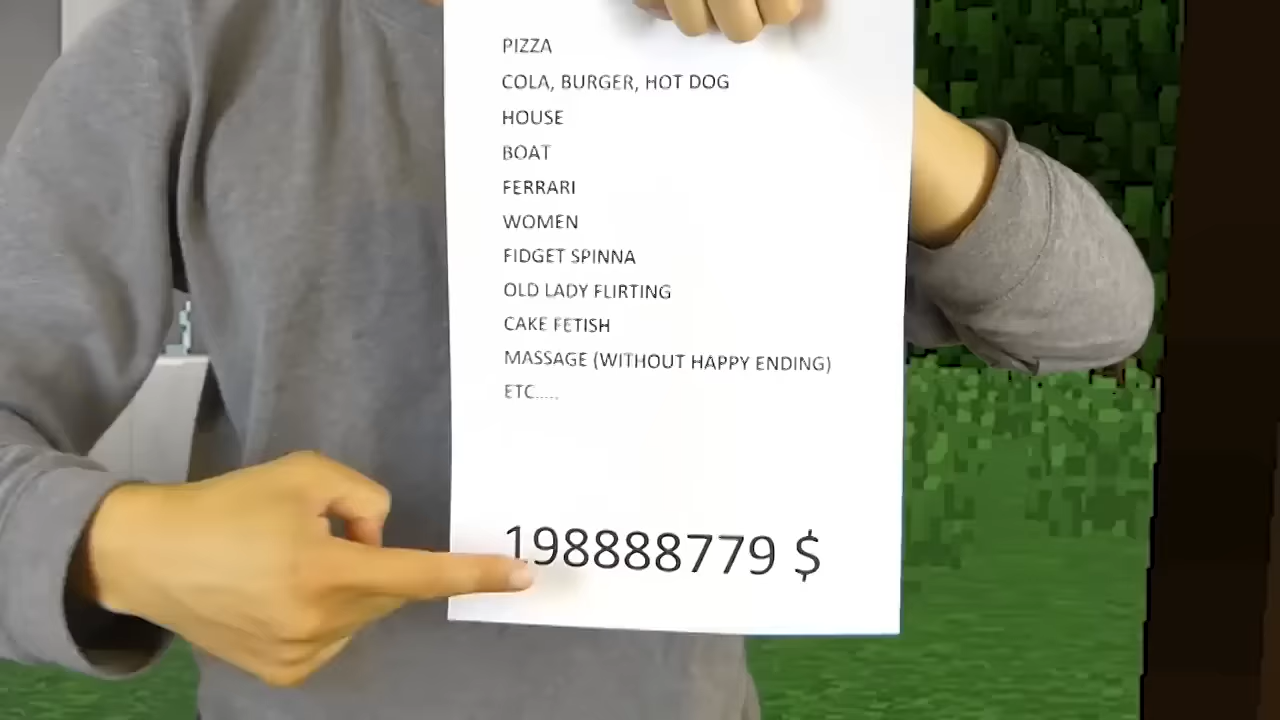 PIZZA
COLA, BURGER, HOT DOG
HOUSE
BOAT
FERRARI
WOMEN
FIDGET SPINNA
OLD LADY FLIRTING
CAKE FETISH
MASSAGE (WITHOUT HAPPY ENDING)
ETC.....
198888779 $